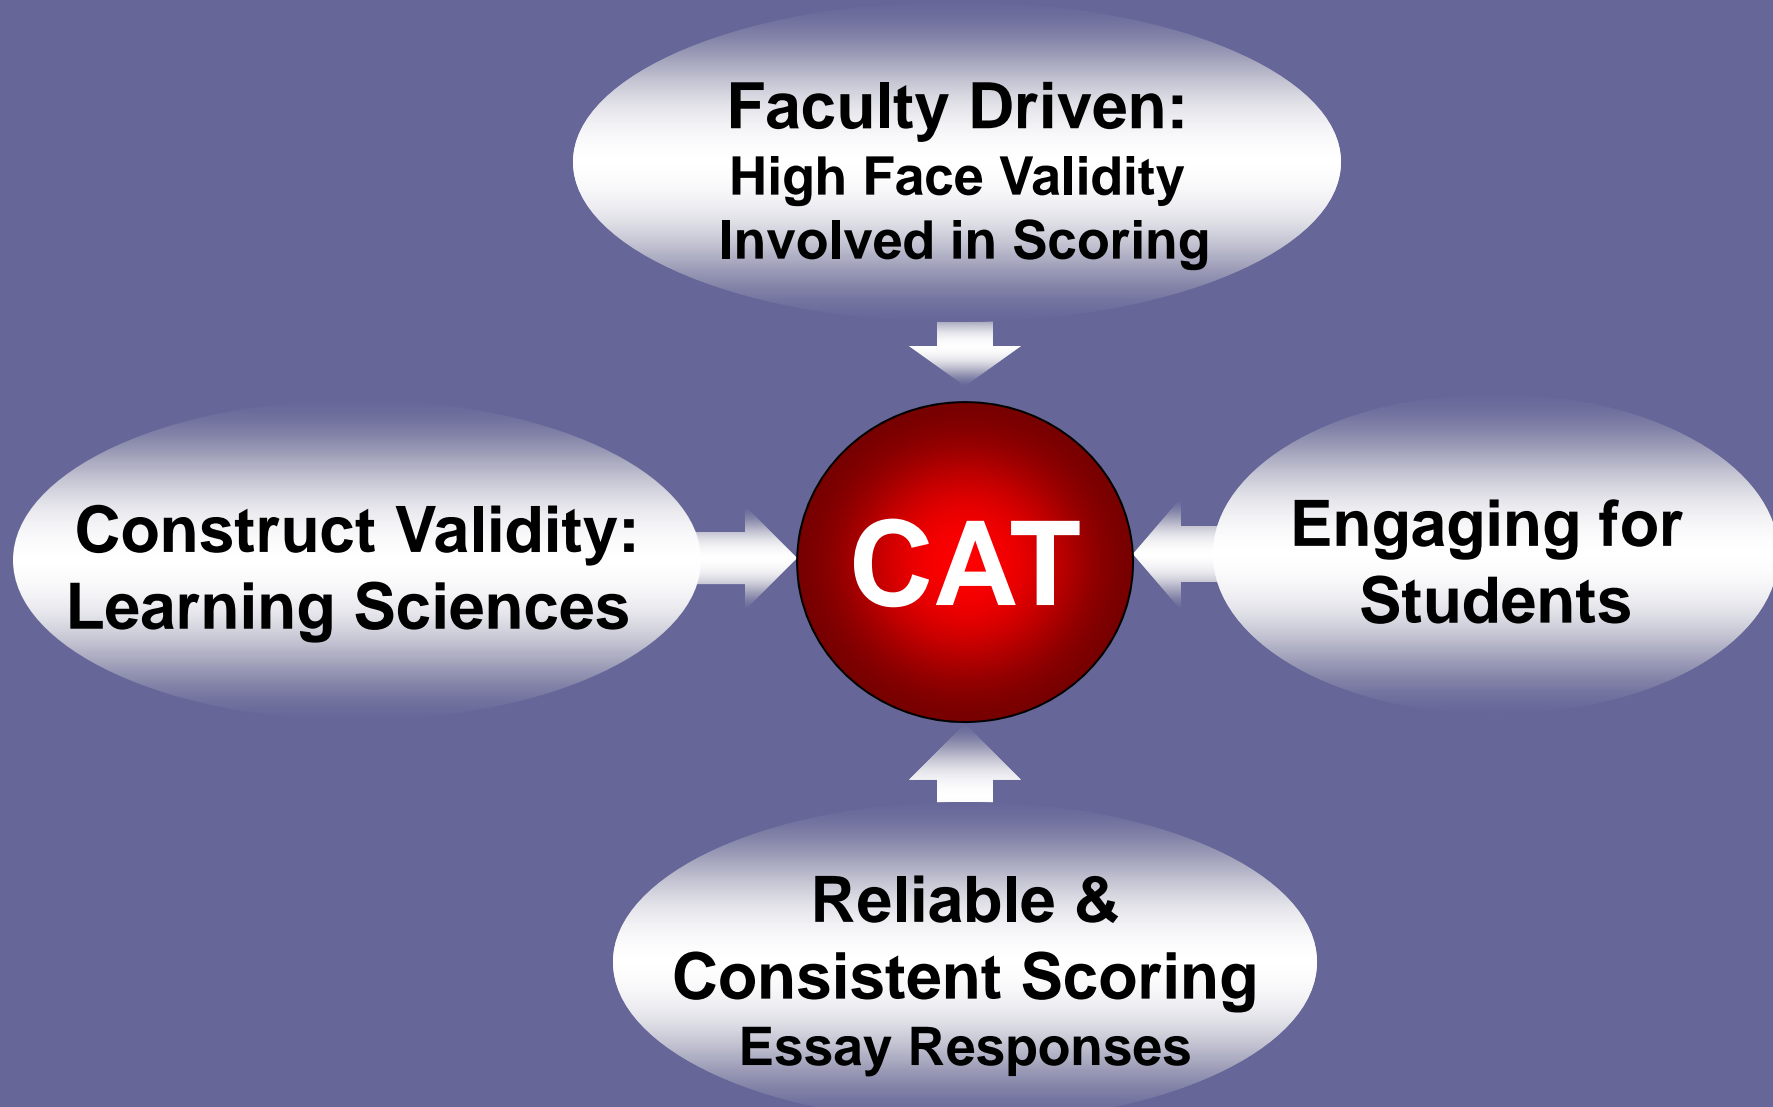 Faculty Driven:
High Face Validity
Involved in Scoring
Construct Validity:
Learning Sciences
CAT
Engaging for
Students
Reliable &
Consistent Scoring
Essay Responses